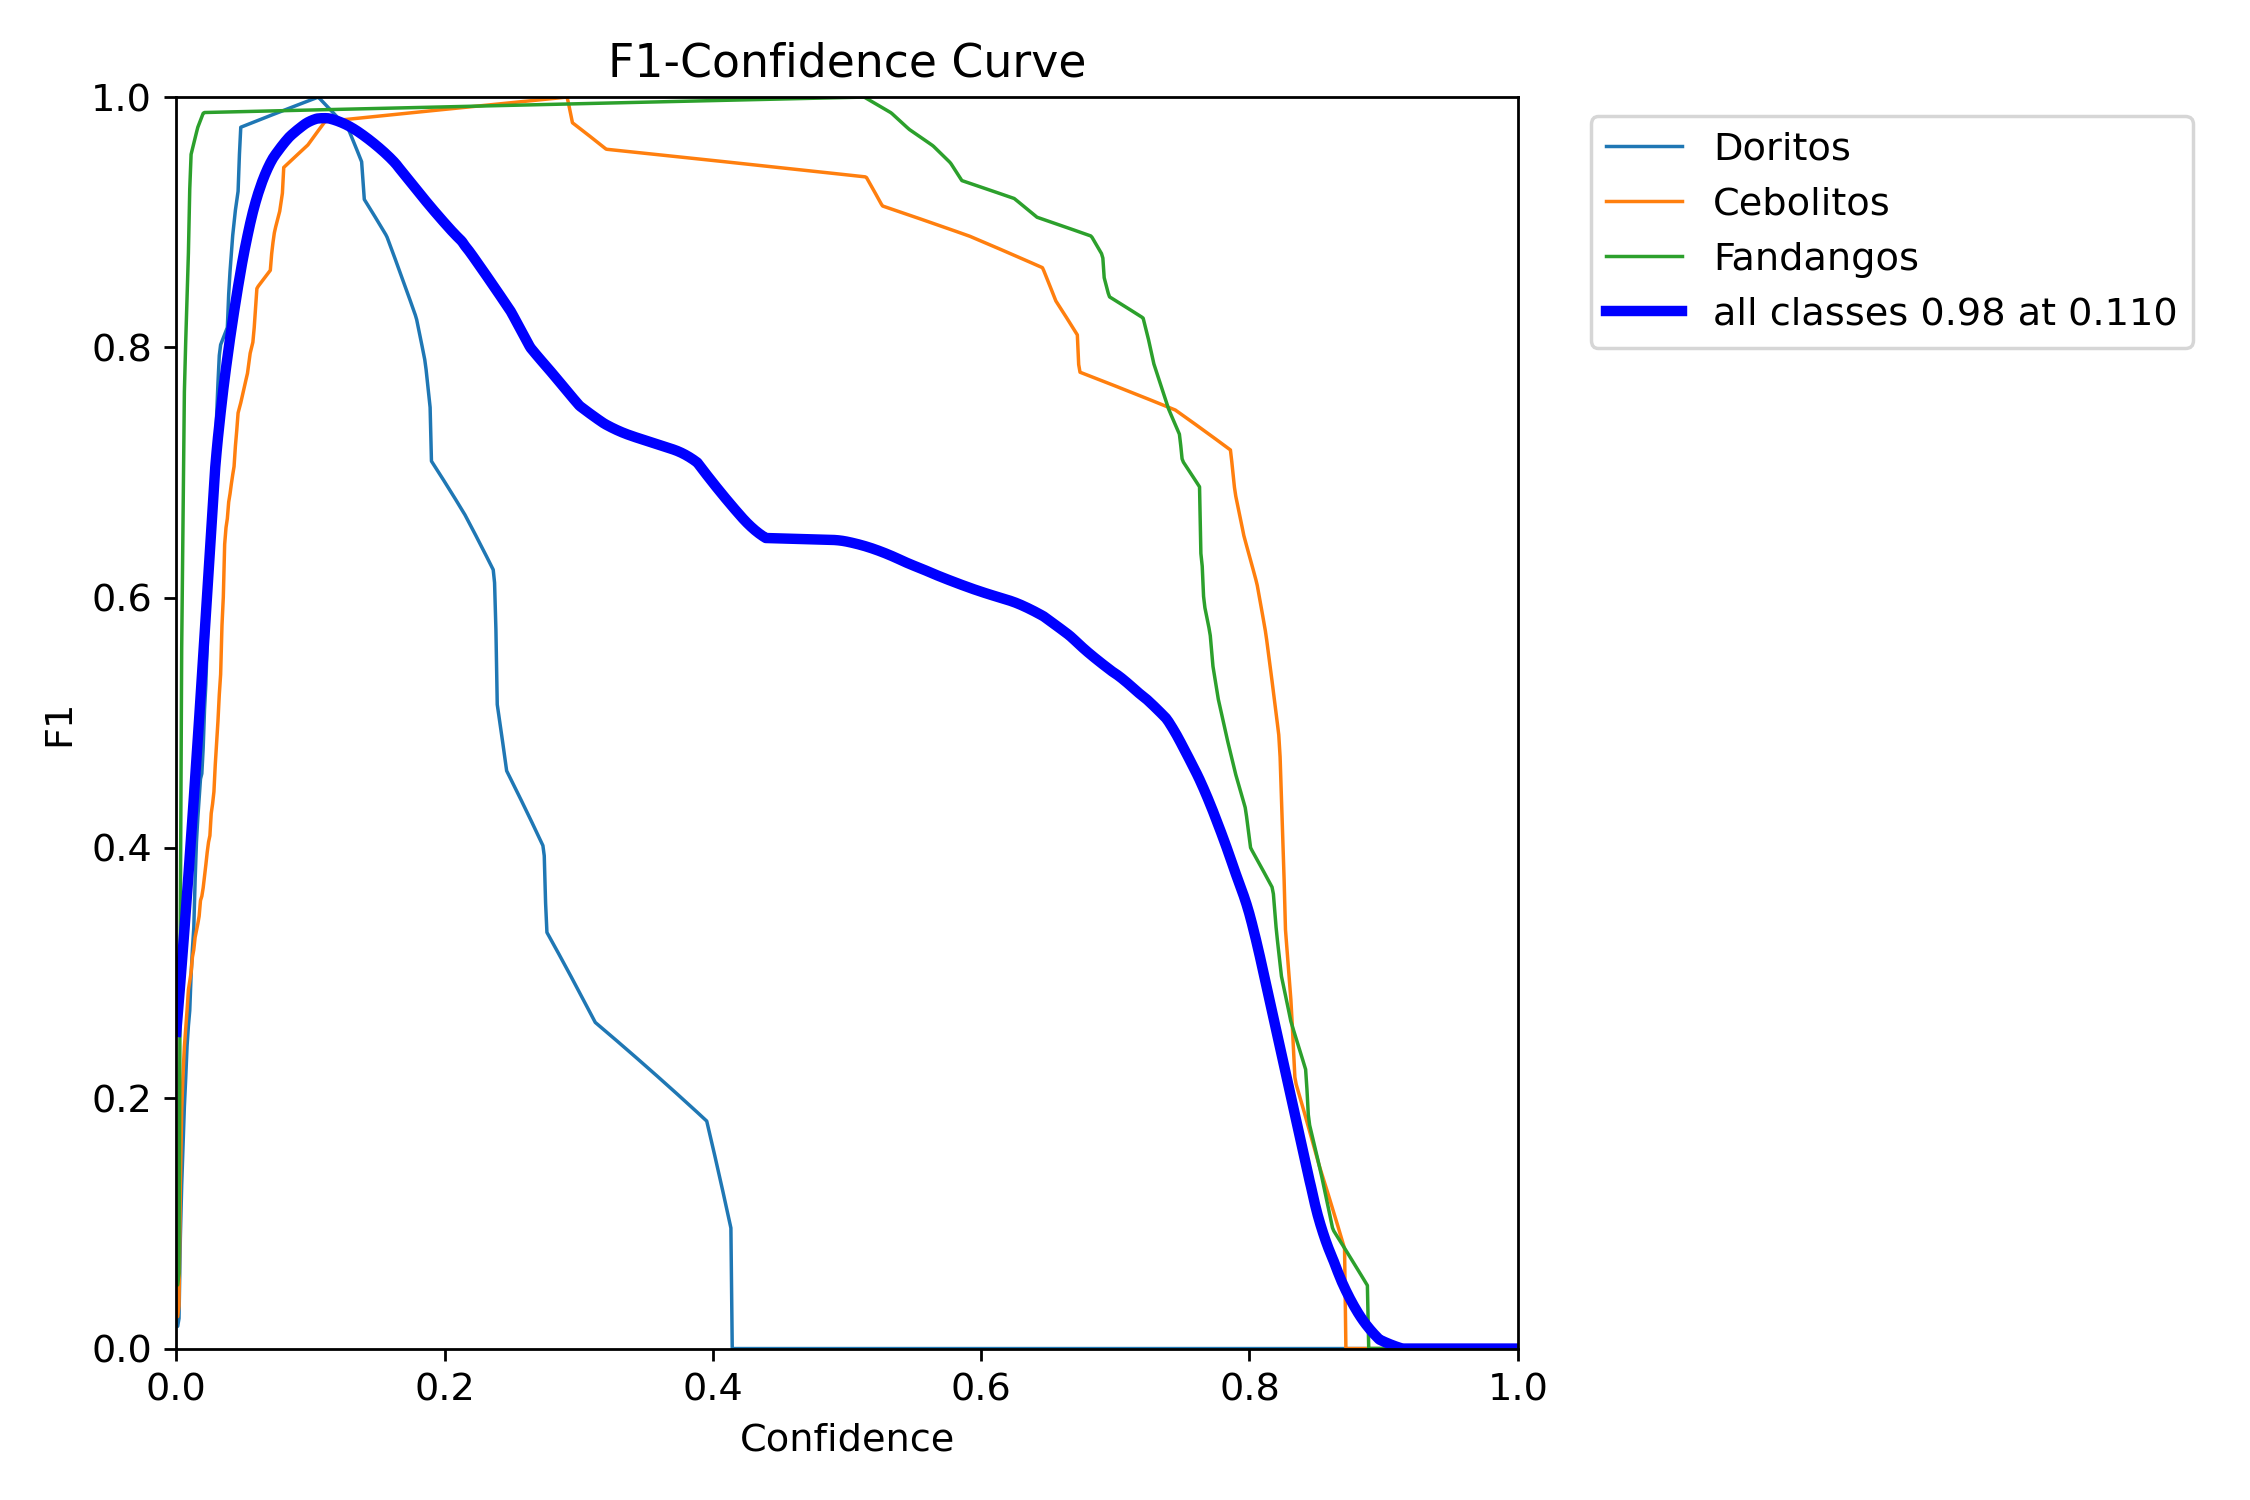 F1-Confidence Curve
1.0
0.8
0.6
0.4
0.2
0.0
F1
0.0 0.2 0.4 0.6 0.8 1.0
Confidence
Doritos
Cebolitos
Fandangos
all classes 0.98 at 0.110